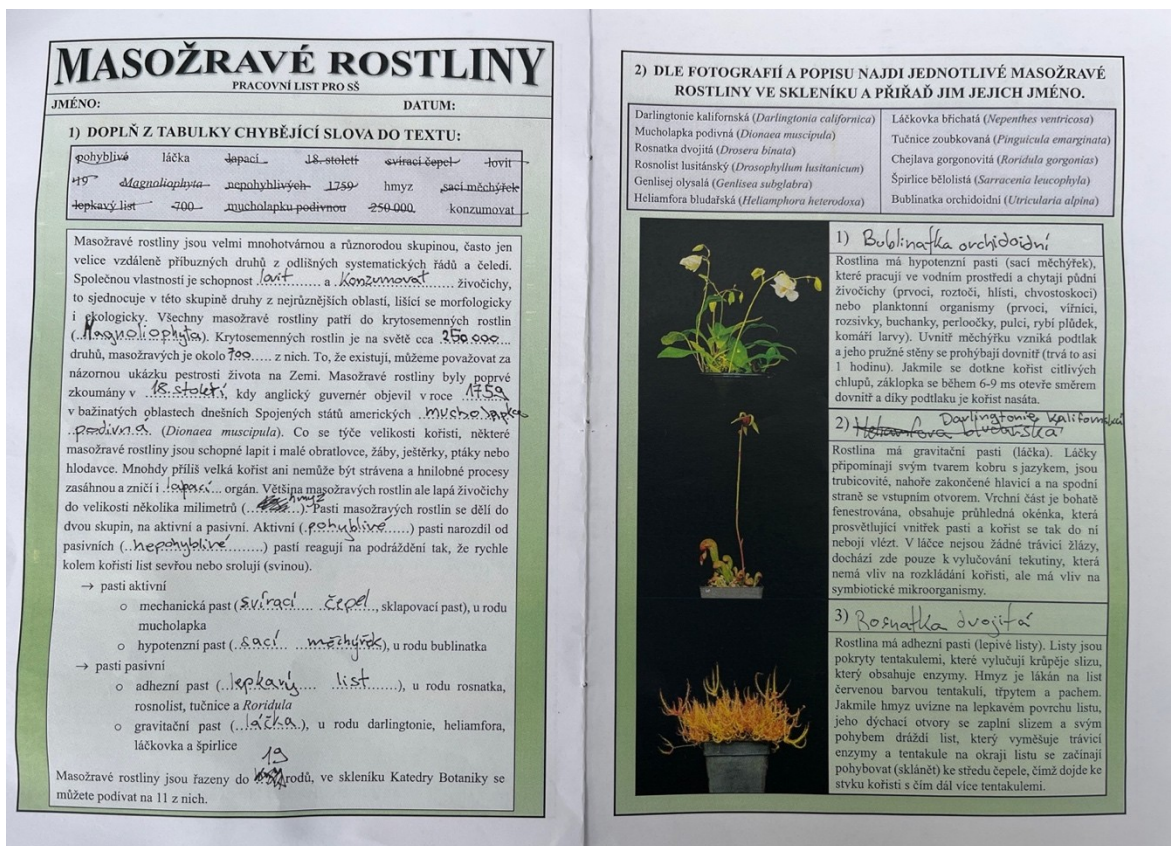 MASOŽRAVÉ ROSTLINY
PRACOVNÍ LIST PRO SŠ
JMÉNO: DATUM:
1) DOPLŇ Z TABULKY CHYBĚJÍCÍ SLOVA DO TEXTU:
pohyblivé láčka lapací 18. století svírací čepel lovit
19 Magnoliophyta nepohyblivých 1759 hmyz sací měchýřek
lepkavý list 700 mucholapku podivnou 250 000 konzumovat
Masožravé rostliny jsou velmi mnohotvárnou a různorodou skupinou, často jen
velice vzdáleně příbuzných druhů z odlišných systematických řádů a čeledí.
Společnou vlastností je schopnost lovit a konzumovat živočichy,
to sjednocuje v této skupině druhy z nejrůznějších oblastí, lišící se morfologicky
i ekologicky. Všechny masožravé rostliny patří do krytosemenných rostlin
(Magnoliophyta). Krytosemenných rostlin je na světě cca 250 000
druhů, masožravých je okolo 700 z nich. To, že existují, můžeme považovat za
názornou ukázku pestrosti života na Zemi. Masožravé rostliny byly poprvé
zkoumány v 18. století, kdy anglický guvernér objevil v roce 1759
v bažinatých oblastech dnešních Spojených států amerických mucholapka
podivna (Dionaea muscipula). Co se týče velikosti kořisti, některé
masožravé rostliny jsou schopné lapit i malé obratlovce, žáby, ještěrky, ptáky nebo
hlodavce. Mnohdy příliš velká kořist ani nemůže být strávena a hnilobné procesy
zasáhnou a zničí i lapací orgán. Většina masožravých rostlin ale lapá živočichy
do velikosti několika milimetrů (hmyz). Pasti masožravých rostlin se dělí do
dvou skupin, na aktivní a pasivní. Aktivní (pohyblivé) pasti narozdíl od
pasivních (nepohyblivé) pastí reagují na podráždění tak, že rychle
kolem kořisti list sevřou nebo srolují (svinou).
→ pasti aktivní
o mechanická past (svírací čepel, sklapovací past), u rodu
mucholapka
o hypotenzní past (sací měchýřek), u rodu bublinatka
→ pasti pasivní
o adhezní past (lepkaný list), u rodu rosnatka,
rosnolist, tučnice a Roridula
o gravitační past (láčka), u rodu darlingtonie, heliamfora,
láčkovka a špirlice
19
Masožravé rostliny jsou řazeny do rodů, ve skleníku Katedry Botaniky se
můžete podívat na 11 z nich.
2) DLE FOTOGRAFIÍ A POPISU NAJDI JEDNOTLIVÉ MASOŽRAVÉ
ROSTLINY VE SKLENÍKU A PŘIŘAĎ JIM JEJICH JMÉNO.
Darlingtonie kalifornská (Darlingtonia californica)
Mucholapka podivná (Dionaea muscipula)
Rosnatka dvojitá (Drosera binata)
Rosnolist lusitánský (Drosophyllum lusitanicum)
Genlisej olysalá (Genlisea subglabra)
Heliamfora bludařská (Heliamphora heterodoxa)
Láčkovka břichatá (Nepenthes ventricosa)
Tučnice zoubkovaná (Pinguicula emarginata)
Chejlava gorgonovitá (Roridula gorgonias)
Špirlice bělolistá (Sarracenia leucophyla)
Bublinatka orchidoidní (Utricularia alpina)
1) Bublinatka orchidoidní
Rostlina má hypotenzní pasti (sací měchýřek),
které pracují ve vodním prostředí a chytají půdní
živočichy (prvoci, roztoči, hlísti, chvostoskoci)
nebo planktonní organismy (prvoci, vířníci,
rozsivky, buchanky, perloočky, pulci, rybí plůdek,
komáří larvy). Uvnitř měchýřku vzniká podtlak
a jeho pružné stěny se prohýbají dovnitř (trvá to asi
1 hodinu). Jakmile se dotkne kořist citlivých
chlupů, záklopka se během 6-9 ms otevře směrem
dovnitř a díky podtlaku je kořist nasáta.
Darlingtonie kalifornská
2) Heliamfora bludařská
Rostlina má gravitační pasti (láčka). Láčky
připomínají svým tvarem kobru s jazykem, jsou
trubicovité, nahoře zakončené hlavicí a na spodní
straně se vstupním otvorem. Vrchní část je bohatě
fenestrována, obsahuje průhledná okénka, která
prosvětlující vnitřek pasti a kořist se tak do ní
nebojí vlézt. V láčce nejsou žádné trávicí žlázy,
dochází zde pouze k vylučování tekutiny, která
nemá vliv na rozkládání kořisti, ale má vliv na
symbiotické mikroorganismy.
3) Rosnatka dvojitá
Rostlina má adhezní pasti (lepivé listy). Listy jsou
pokryty tentakulemi, které vylučují krůpěje slizu,
který obsahuje enzymy. Hmyz je lákán na list
červenou barvou tentakulí, třpytem a pachem.
Jakmile hmyz uvízne na lepkavém povrchu listu,
jeho dýchací otvory se zaplní slizem a svým
pohybem dráždí list, který vyměšuje trávicí
enzymy a tentakule na okraji listu se začínají
pohybovat (sklánět) ke středu čepele, čímž dojde ke
styku kořisti s čím dál více tentakulemi.